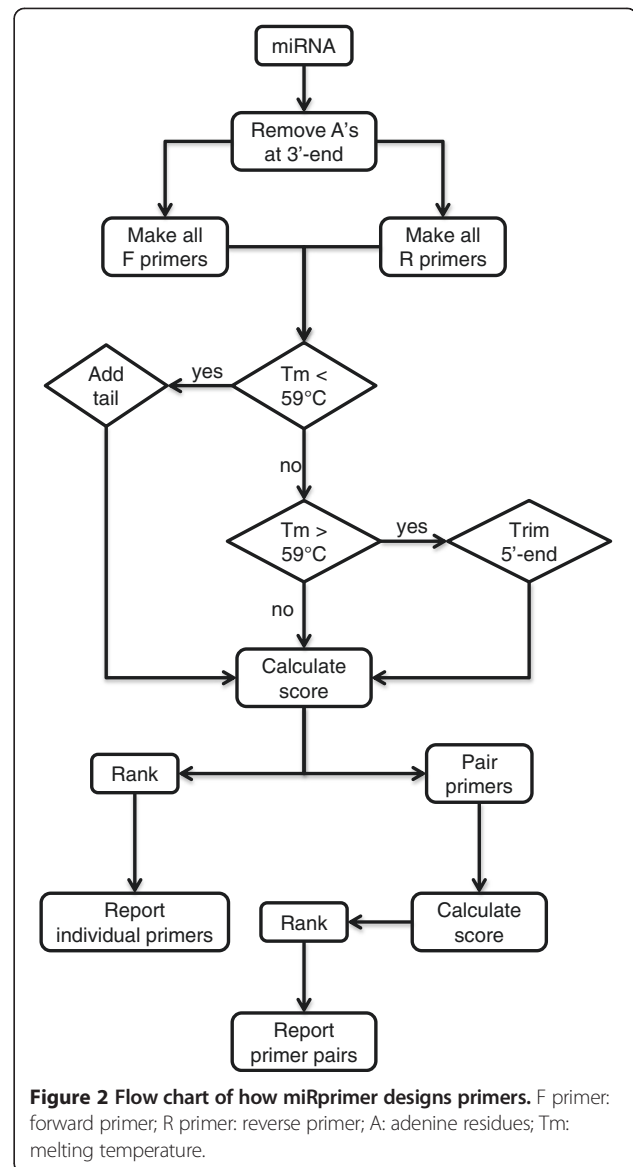 miRNA
Remove A's
at 3'-end
Make all
F primers
Make all
R primers
Add
tail
yes
Tm <
59°C
no
Tm >
59°C
yes
Trim
5'-end
no
Calculate
score
Rank
Pair
primers
Report
individual primers
Rank
Calculate
score
Report
primer pairs
Figure 2 Flow chart of how miRprimer designs primers. F primer:
forward primer; R primer: reverse primer; A: adenine residues; Tm:
melting temperature.